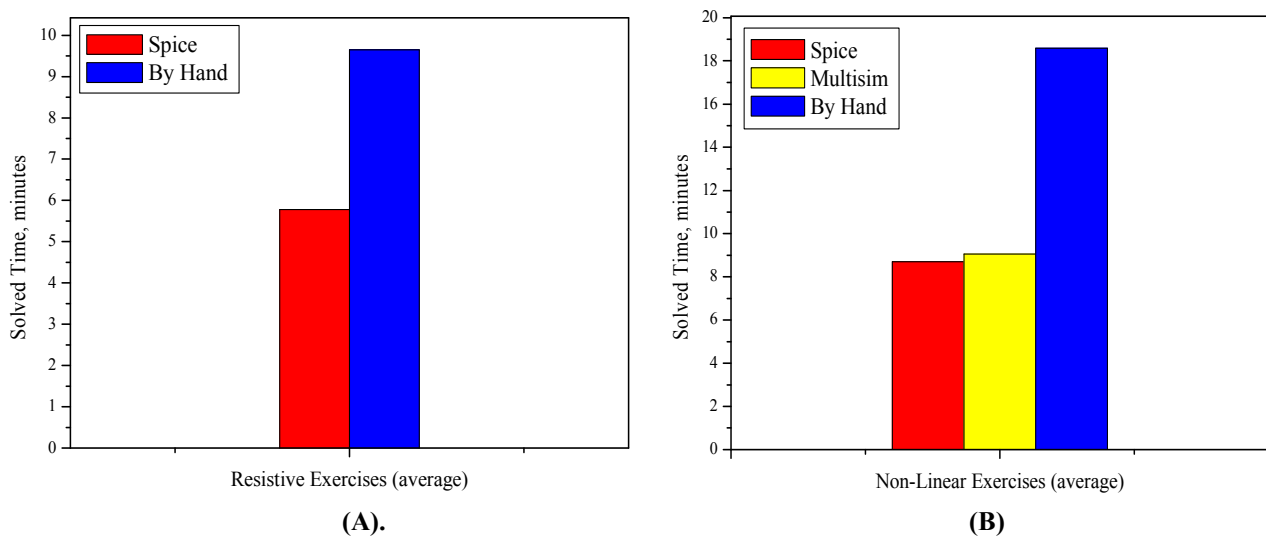 Spice
By Hand
10
9
8
7
6
5
4
3
2
1
0
Solved Time, minutes
Resistive Exercises (average)
(A).
Spice
Multisim
By Hand
20
18
16
14
12
10
8
6
4
2
0
Solved Time, minutes
Non-Linear Exercises (average)
(B)